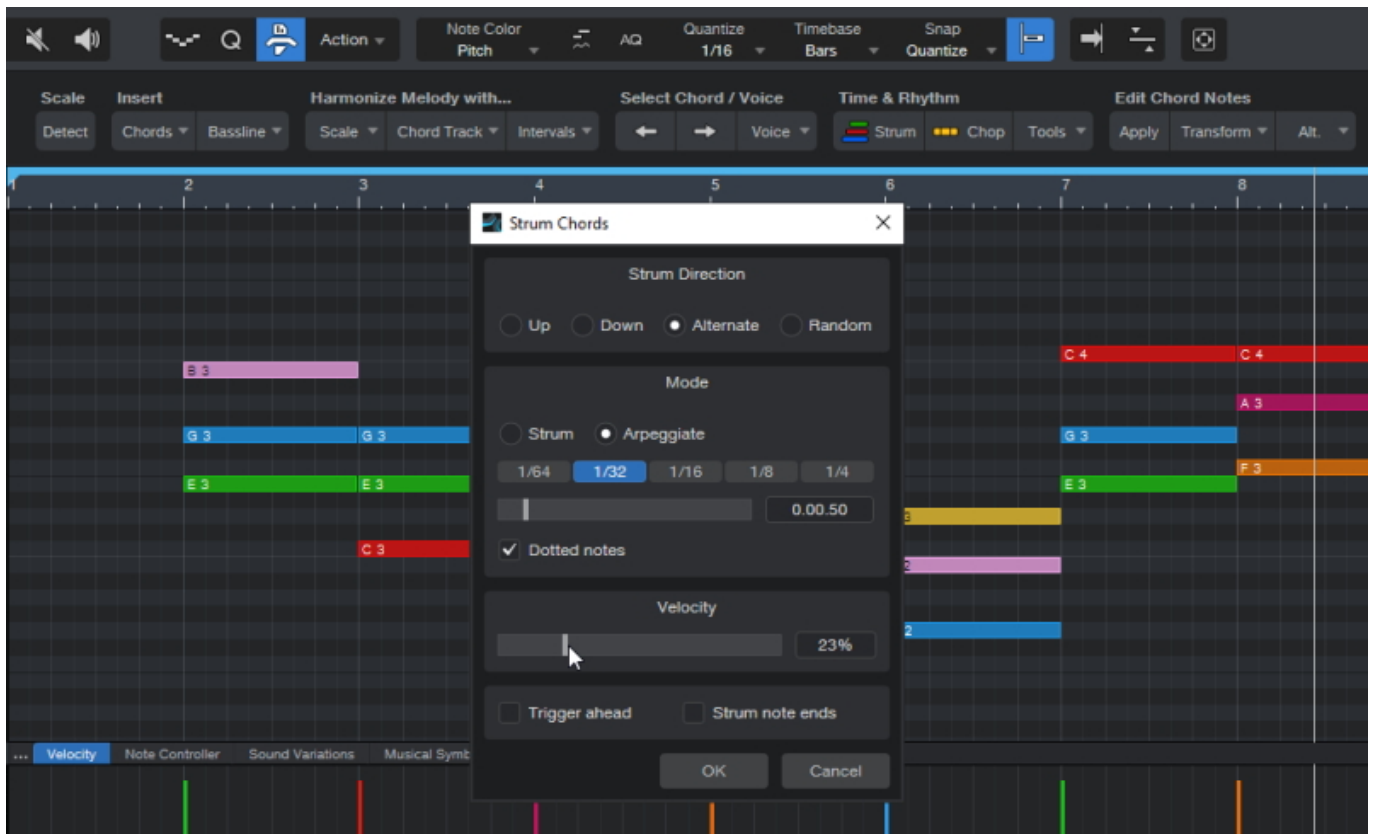 Note Color Quantize Timebase Snap
Q Action AQ Pitch 1/16 Bars Quantize
Scale Insert Harmonize Melody with... Select Chord / Voice Time & Rhythm Edit Chord Notes
Detect Chords Bassline Scale Chord Track Intervals Voice Strum Chop Tools Apply Transform Alt.
1 2 3 4 5 6 7 8
Strum Chords
Strum Direction
Up Down Alternate Random
C 4 C 4
B 3
Mode
A 3
G 3 G 3 Strum Arpeggiate G 3
1/64 1/32 1/16 1/8 1/4 F 3
E 3 E 3 E 3
0.00.50
C 3 Dotted notes
Velocity
2
23%
Trigger ahead Strum note ends
... Velocity Note Controller Sound Variations Musical Symb
OK Cancel